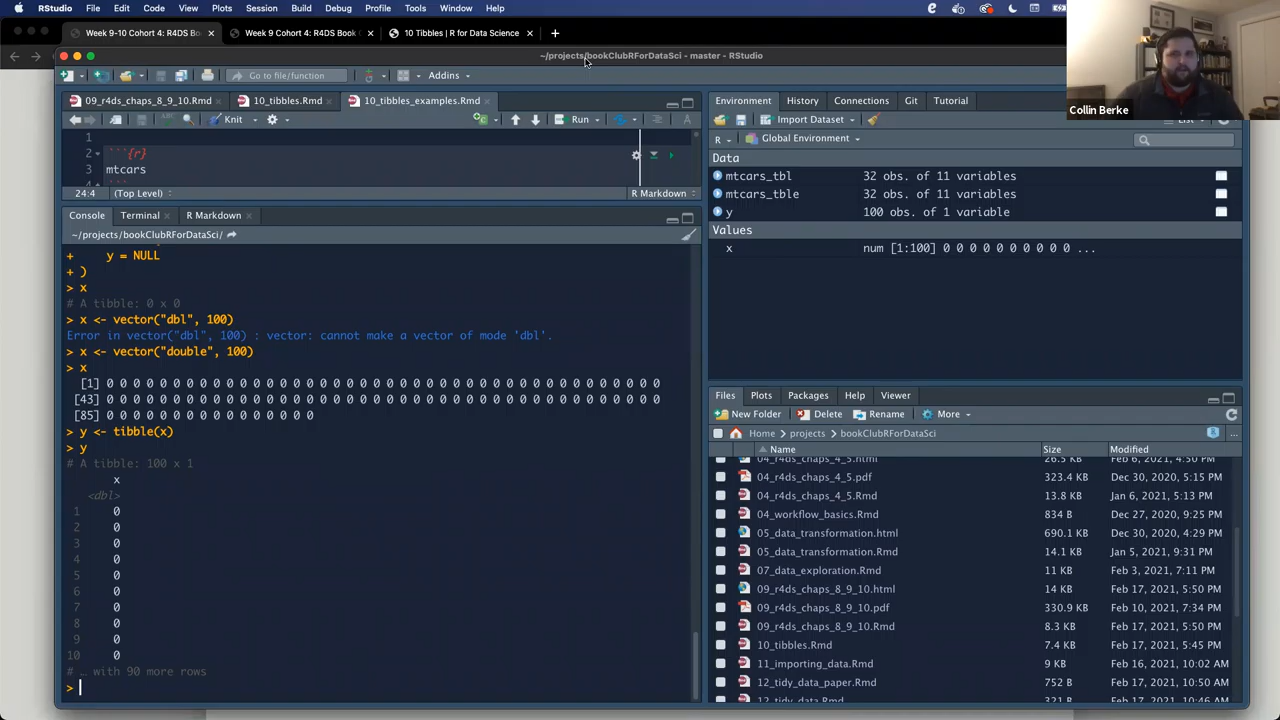 RStudio File Edit Code View Plots Session Build Debug Profile Tools Window Help
Week 9-10 Cohort 4: R4DS Book
Week 9 Cohort 4: R4DS Book
10 Tibbles | R for Data Science
~/projects/bookClubRForDataSci - master - RStudio
Go to file/function
Addins
09_r4ds_chaps_8_9_10.Rmd
10_tibbles.Rmd
10_tibbles_examples.Rmd
Knit
Run
1
2 ```{r}
3 mtcars
4 ```
24:4 (Top Level) R Markdown
Console Terminal R Markdown
~/projects/bookClubRForDataSci/
+ y = NULL
+ )
> x
# A tibble: 0 x 0
> x <- vector("dbl", 100)
Error in vector("dbl", 100) : vector: cannot make a vector of mode 'dbl'.
> x <- vector("double", 100)
> x
[1] 0 0 0 0 0 0 0 0 0 0 0 0 0 0 0 0 0 0 0 0 0 0 0 0 0 0 0 0 0 0 0 0 0 0 0 0 0 0 0 0 0 0
[43] 0 0 0 0 0 0 0 0 0 0 0 0 0 0 0 0 0 0 0 0 0 0 0 0 0 0 0 0 0 0 0 0 0 0 0 0 0 0 0 0 0 0
[85] 0 0 0 0 0 0 0 0 0 0 0 0 0 0 0 0
> y <- tibble(x)
> y
# A tibble: 100 x 1
x
<dbl>
1 0
2 0
3 0
4 0
5 0
6 0
7 0
8 0
9 0
10 0
# … with 90 more rows
>
Environment History Connections Git Tutorial
Import Dataset
List
R Global Environment
Data
mtcars_tbl 32 obs. of 11 variables
mtcars_tble 32 obs. of 11 variables
y 100 obs. of 1 variable
Values
x num [1:100] 0 0 0 0 0 0 0 0 0 0 ...
Files Plots Packages Help Viewer
New Folder Delete Rename More
Home projects bookClubRForDataSci
Name Size Modified
04_r4ds_chaps_4_5.html 26.5 KB Feb 6, 2021, 4:50 PM
04_r4ds_chaps_4_5.pdf 323.4 KB Dec 30, 2020, 5:15 PM
04_r4ds_chaps_4_5.Rmd 13.8 KB Jan 6, 2021, 5:13 PM
04_workflow_basics.Rmd 834 B Dec 27, 2020, 9:25 PM
05_data_transformation.html 690.1 KB Dec 30, 2020, 4:29 PM
05_data_transformation.Rmd 14.1 KB Jan 5, 2021, 9:31 PM
07_data_exploration.Rmd 11 KB Feb 3, 2021, 7:11 PM
09_r4ds_chaps_8_9_10.html 14 KB Feb 17, 2021, 5:50 PM
09_r4ds_chaps_8_9_10.pdf 330.9 KB Feb 10, 2021, 7:34 PM
09_r4ds_chaps_8_9_10.Rmd 8.3 KB Feb 17, 2021, 5:50 PM
10_tibbles.Rmd 7.4 KB Feb 17, 2021, 5:45 PM
11_importing_data.Rmd 9 KB Feb 16, 2021, 10:02 AM
12_tidy_data_paper.Rmd 752 B Feb 17, 2021, 5:41 PM
12_tidy_data.Rmd 321 B Feb 17, 2021, 10:46 AM
Collin Berke